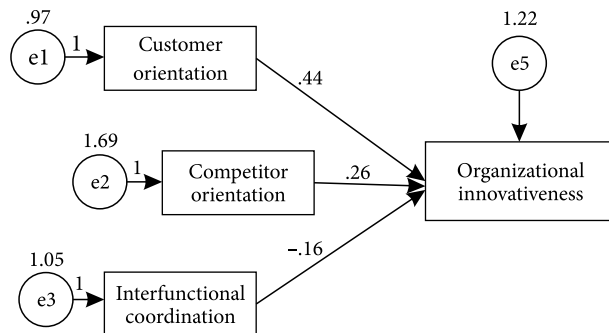 .97
e1
1
Customer
orientation
.44
1.22
e5
1.69
e2
1
Competitor
orientation
.26
Organizational
innovativeness
1.05
e3
1
Interfunctional
coordination
–.16